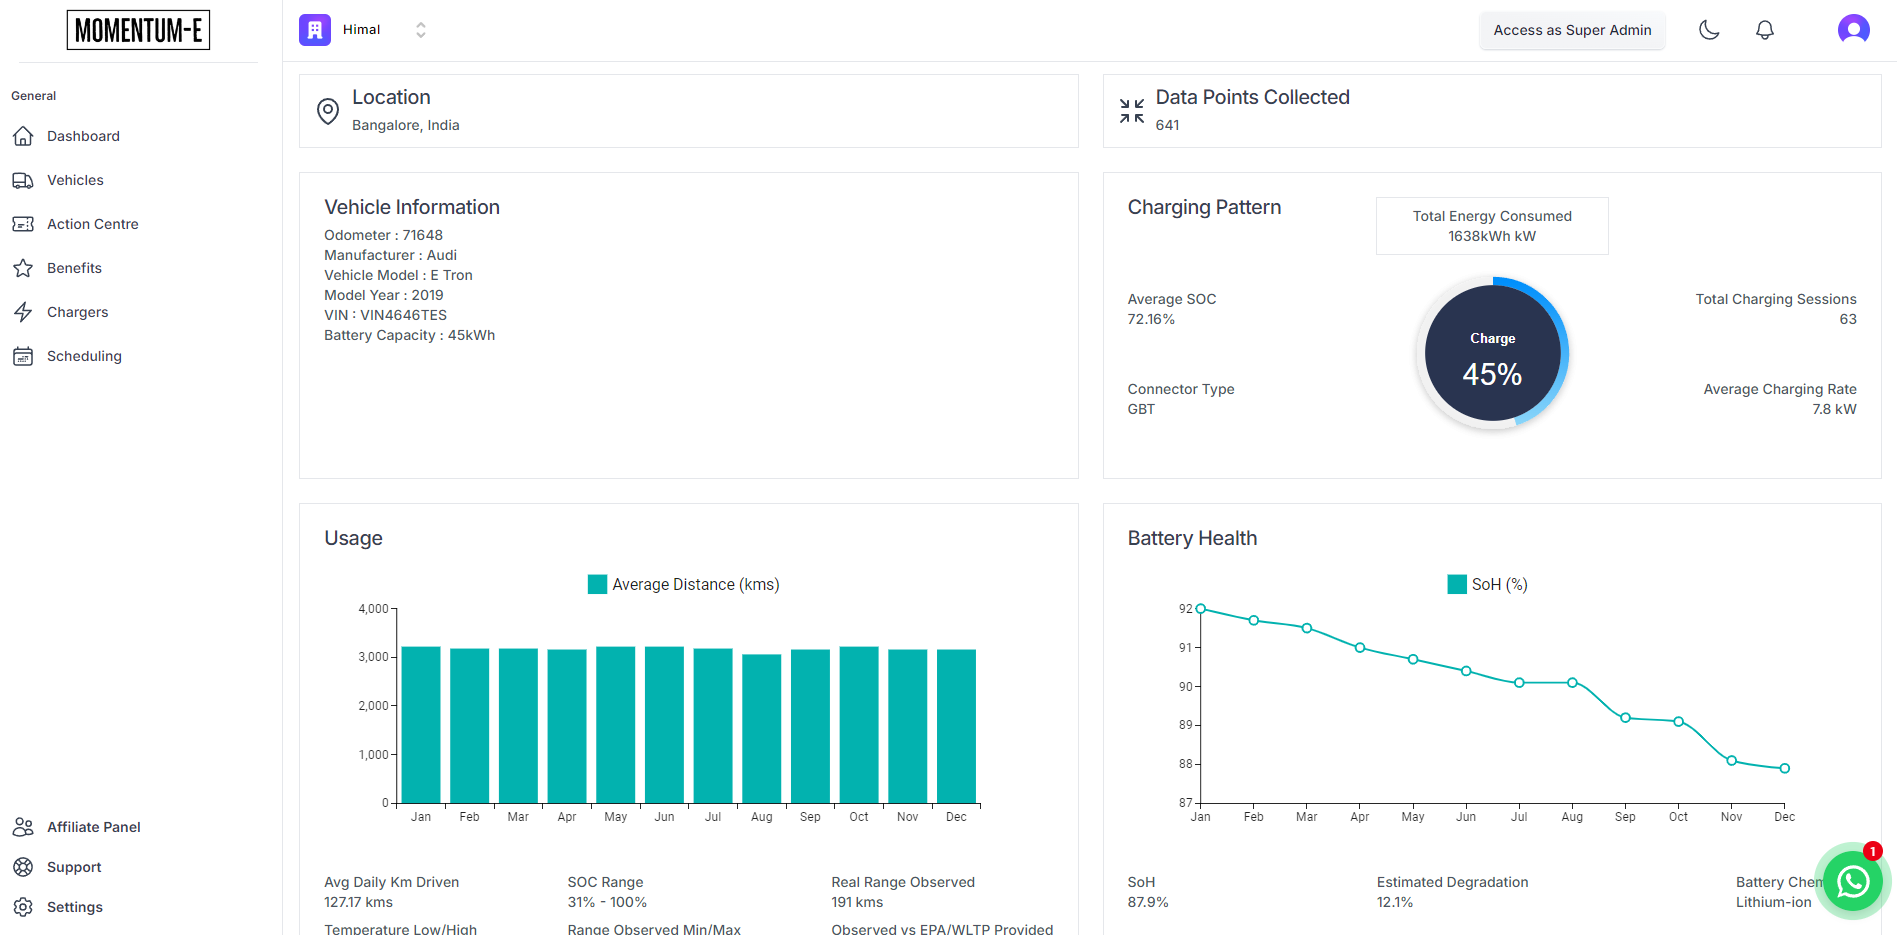 MOMENTUM-E
Himal
Access as Super Admin
General
Dashboard
Vehicles
Action Centre
Benefits
Chargers
Scheduling
Affiliate Panel
Support
Settings
Location
Bangalore, India
Data Points Collected
641
Vehicle Information
Odometer : 71648
Manufacturer : Audi
Vehicle Model : E Tron
Model Year : 2019
VIN : VIN4646TES
Battery Capacity : 45kWh
Charging Pattern
Total Energy Consumed
1638kWh kW
Average SOC
72.16%
Charge
45%
Total Charging Sessions
63
Connector Type
GBT
Average Charging Rate
7.8 kW
Usage
Average Distance (kms)
4,000
3,000
2,000
1,000
0
Jan Feb Mar Apr May Jun Jul Aug Sep Oct Nov Dec
Avg Daily Km Driven
127.17 kms
SOC Range
31% - 100%
Real Range Observed
191 kms
Temperature Low/High
Range Observed Min/Max
Observed vs EPA/WLTP Provided
Battery Health
SoH (%)
92
91
90
89
88
87
Jan Feb Mar Apr May Jun Jul Aug Sep Oct Nov Dec
SoH
87.9%
Estimated Degradation
12.1%
Battery Chem
Lithium-ion
1